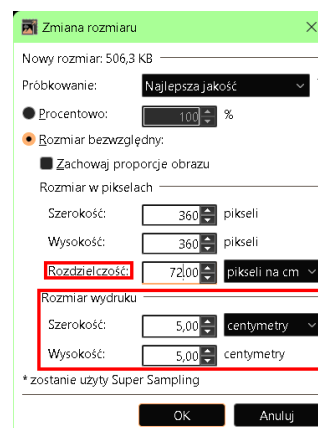 Zmiana rozmiaru
Nowy rozmiar: 506,3 KB
Próbkowanie: Najlepsza jakość
Procentowo: 100 %
Rozmiar bezwzględny:
Zachowaj proporcje obrazu
Rozmiar w pikselach
Szerokość: 360 pikseli
Wysokość: 360 pikseli
Rozdzielczość: 72,00 pikseli na cm
Rozmiar wydruku
Szerokość: 5,00 centymetry
Wysokość: 5,00 centymetry
* zostanie użyty Super Sampling
OK Anuluj